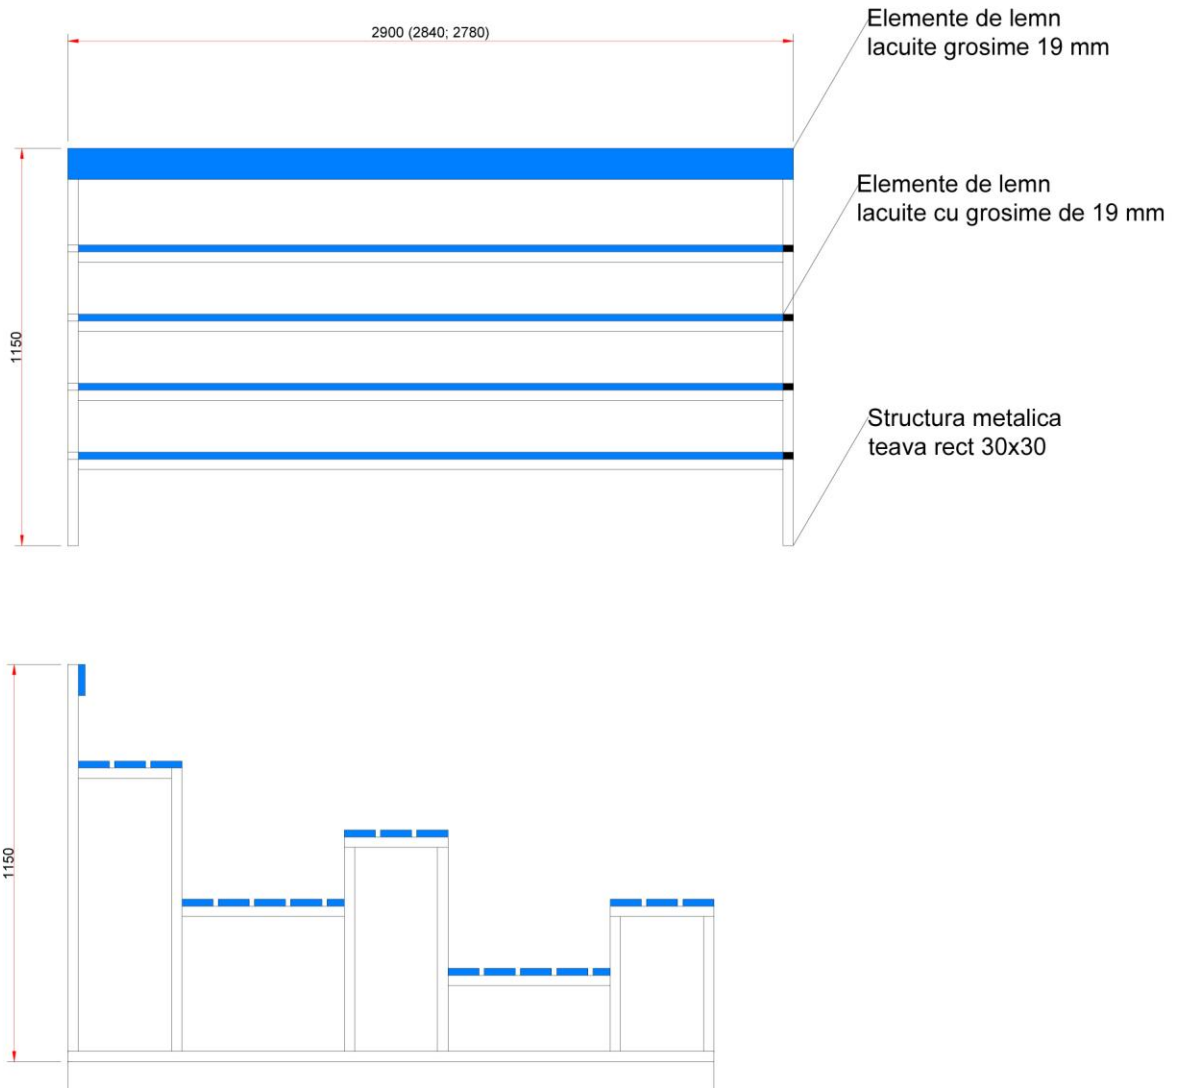 2900 (2840; 2780)
Elemente de lemn
lacuite grosime 19 mm
Elemente de lemn
lacuite cu grosime de 19 mm
1150
Structura metalica
teava rect 30x30
1150